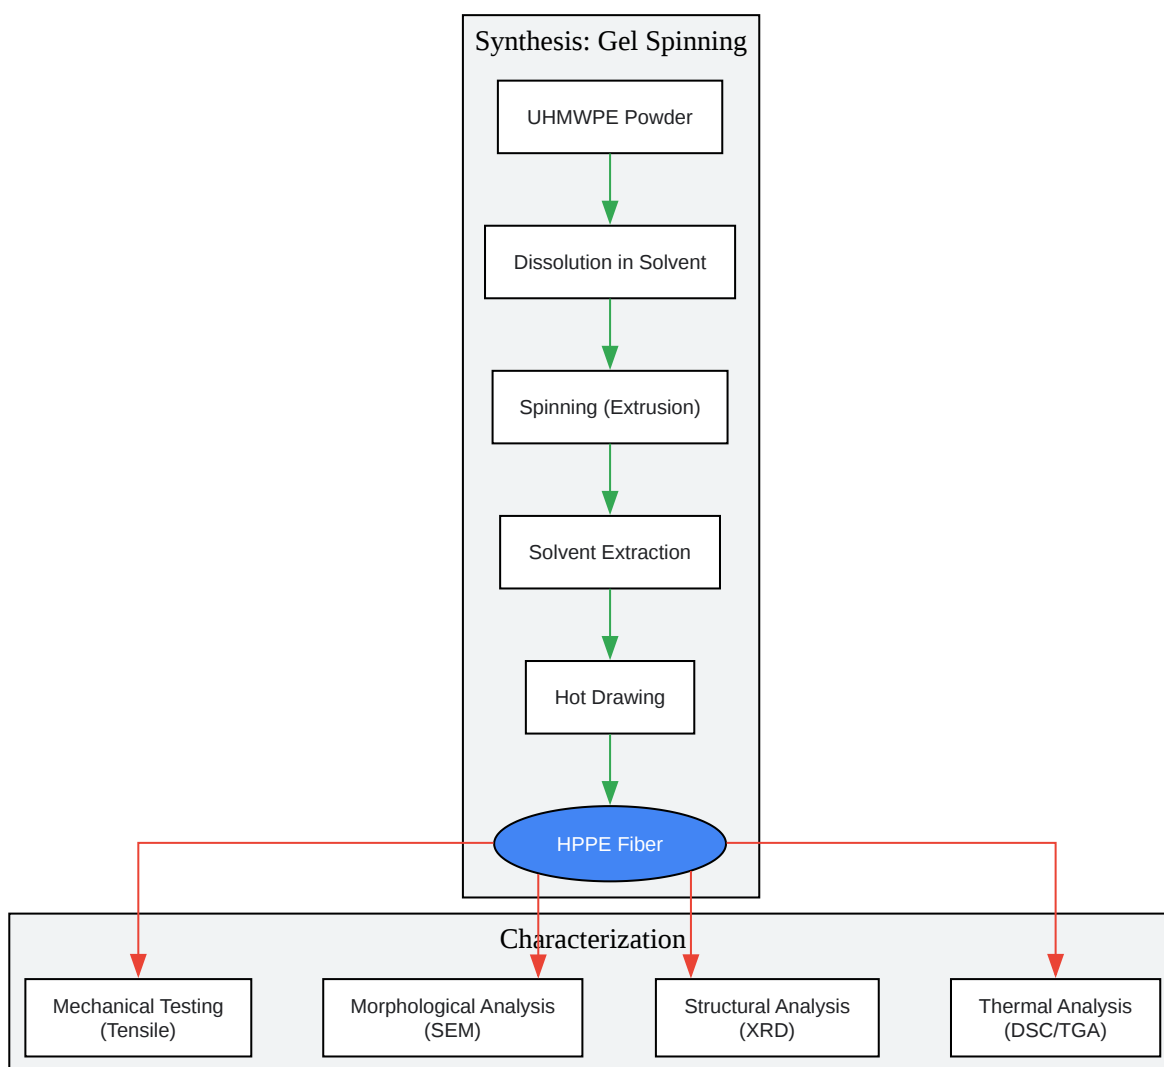 Synthesis: Gel Spinning
UHMWPE Powder
Dissolution in Solvent
Spinning (Extrusion)
Solvent Extraction
Hot Drawing
HPPE Fiber
Characterization
Mechanical Testing
(Tensile)
Morphological Analysis
(SEM)
Structural Analysis
(XRD)
Thermal Analysis
(DSC/TGA)